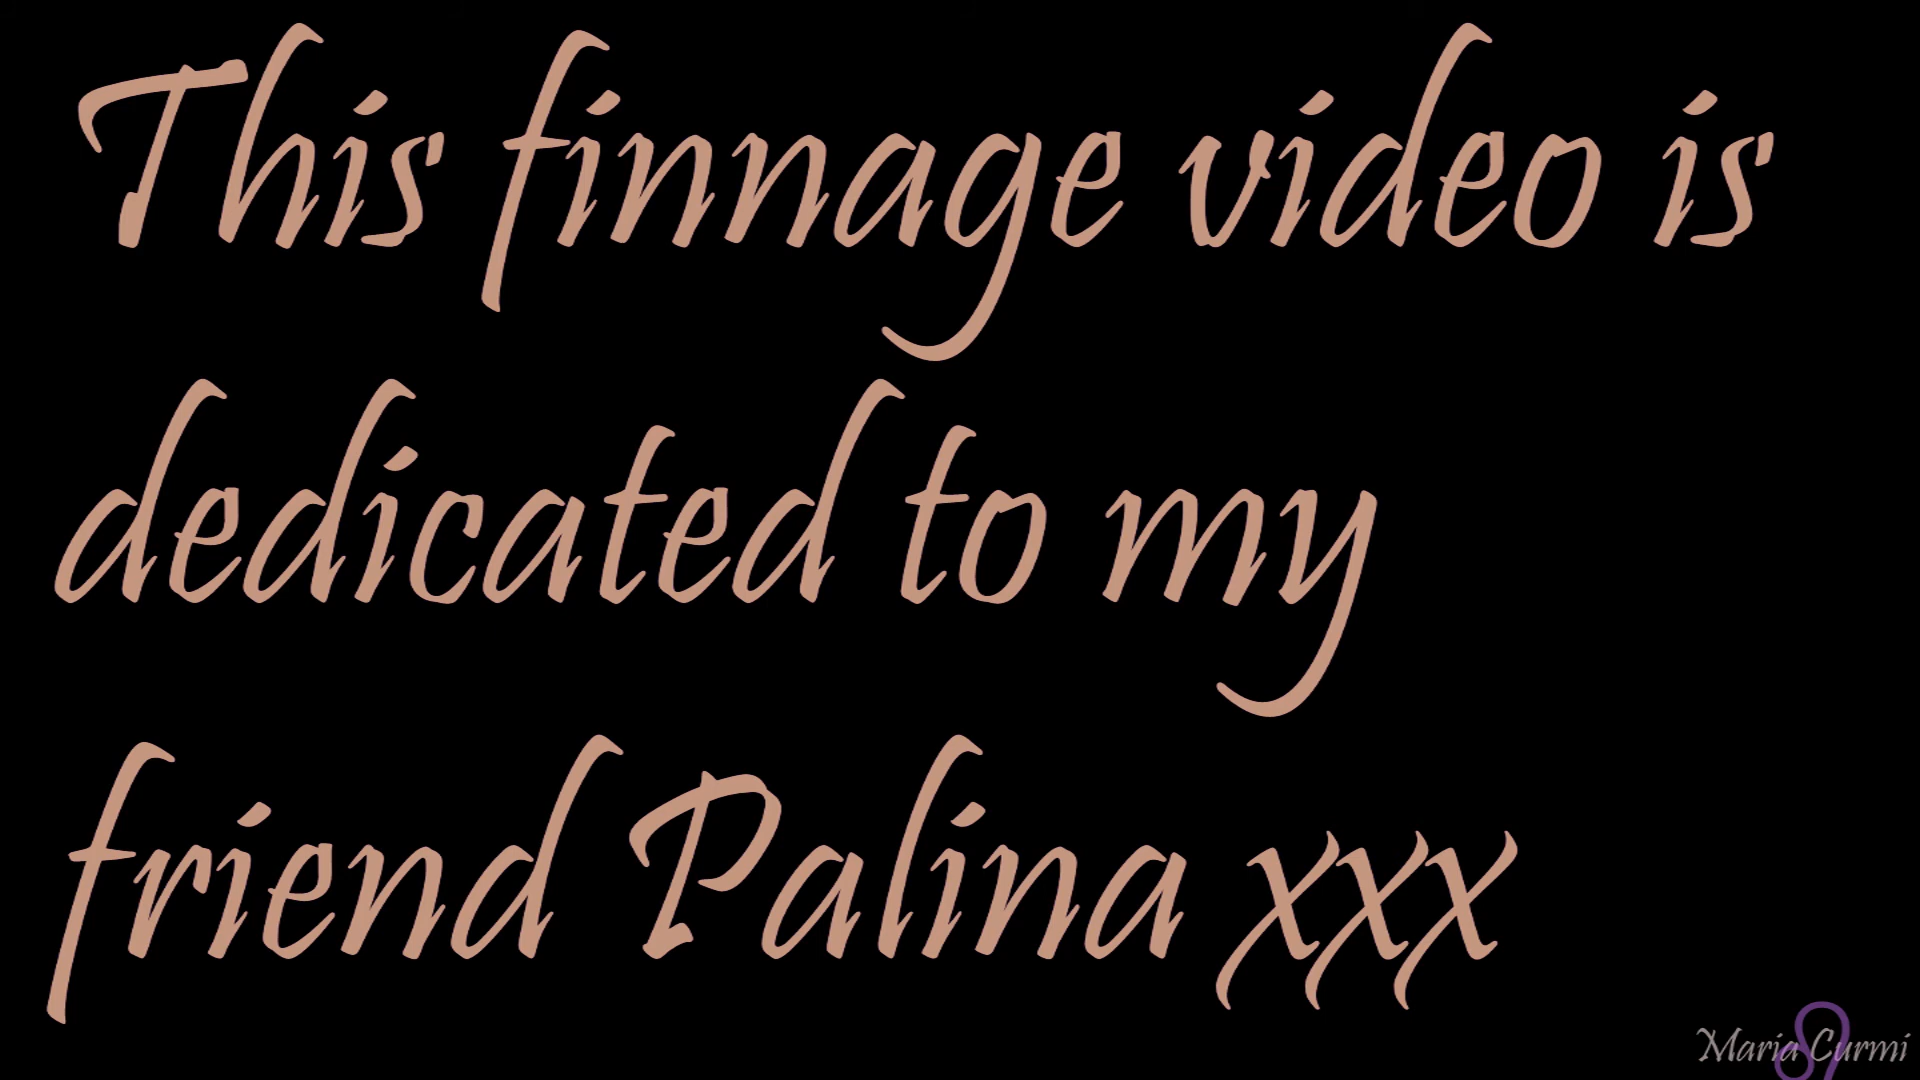 This finnage video is
dedicated to my
friend Palina xxx
Maria Curmi